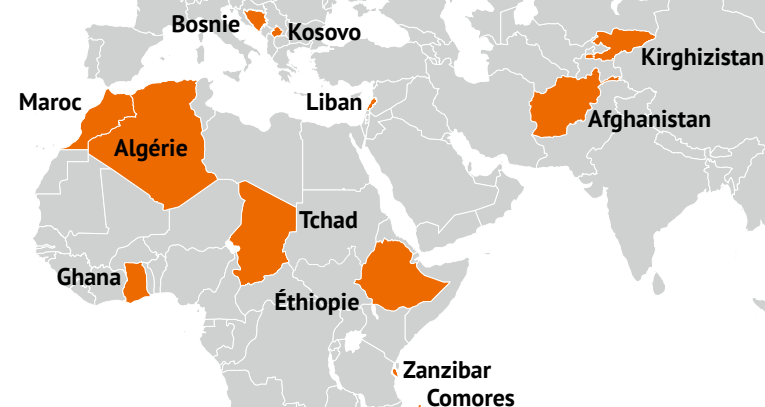 Bosnie
Kosovo
Kirghizistan
Maroc
Liban
Afghanistan
Algérie
Tchad
Ghana
Éthiopie
Zanzibar
Comores